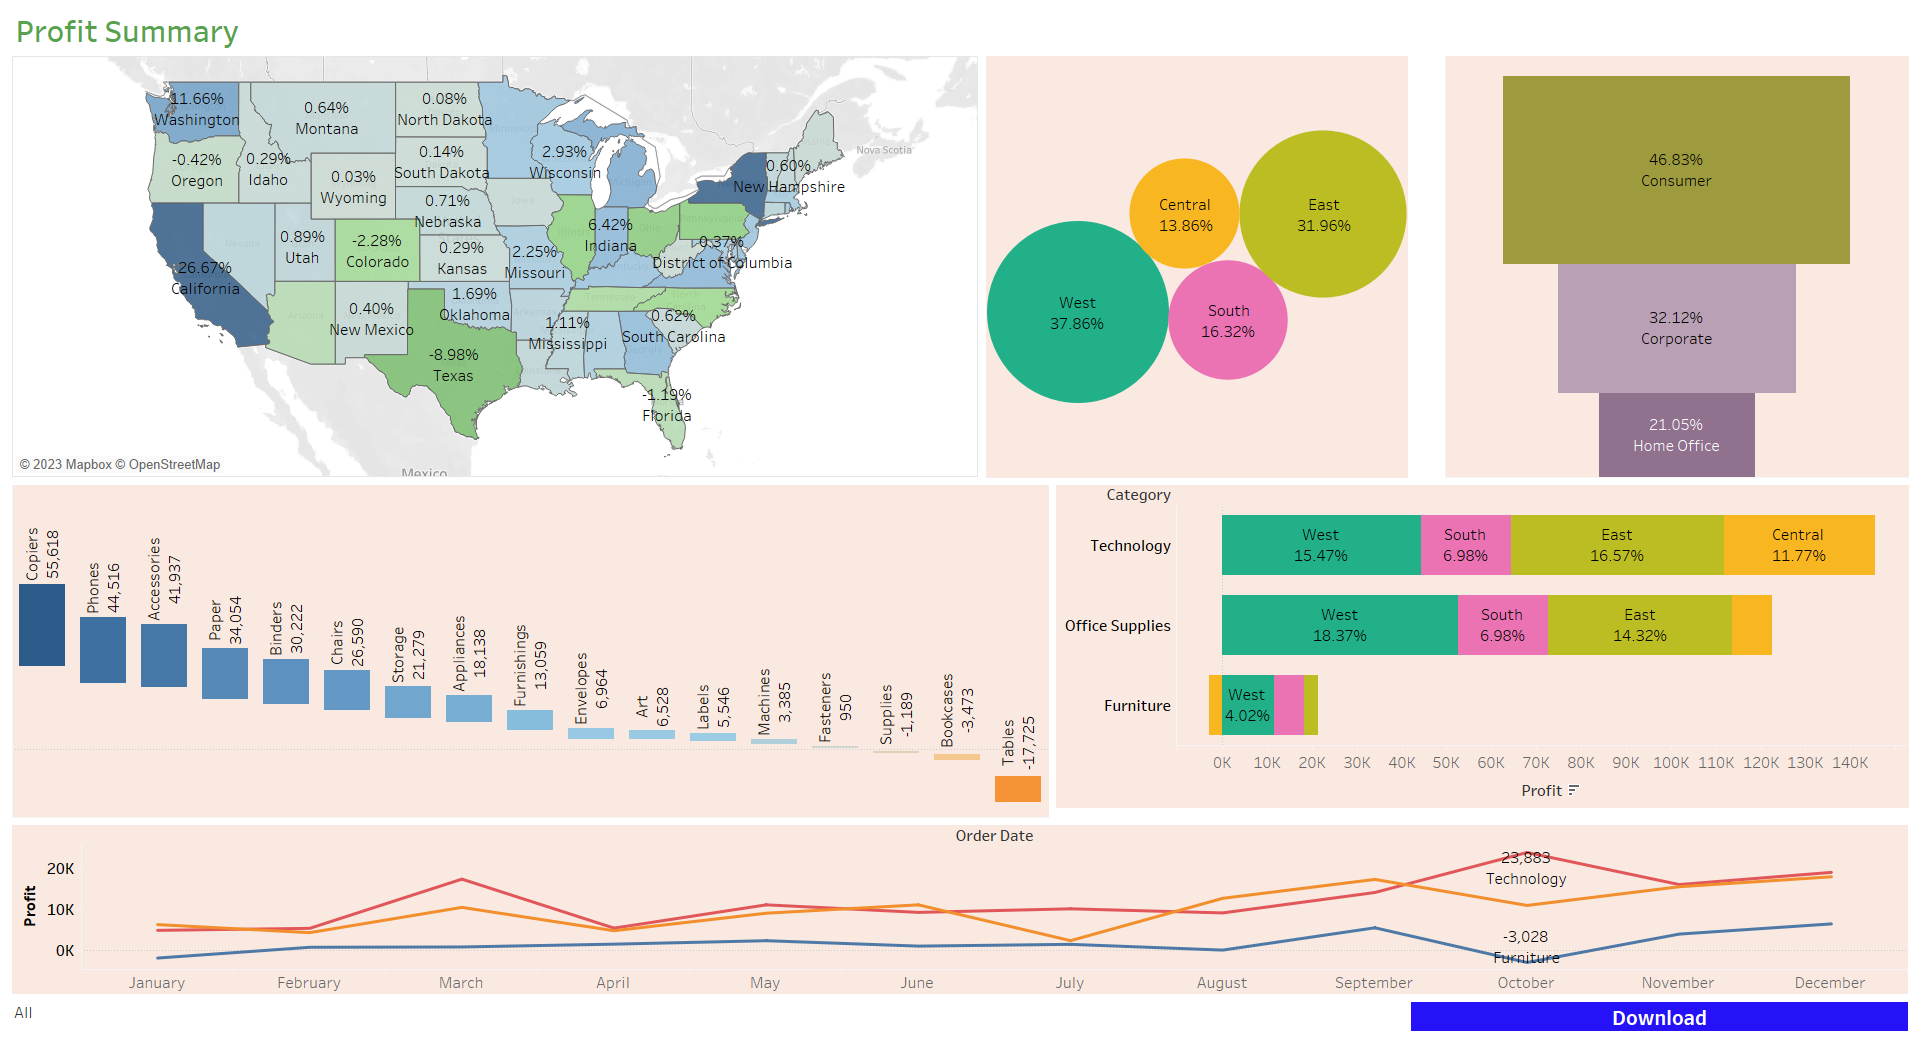 Profit Summary
11.66%
Washington
0.64%
Montana
0.08%
North Dakota
-0.42%
Oregon
0.29%
Idaho
0.03%
Wyoming
0.14%
South Dakota
2.93%
Wisconsin
0.60%
New Hampshire
0.71%
Nebraska
0.89%
Utah
-2.28%
Colorado
0.29%
Kansas
2.25%
Missouri
6.42%
Indiana
0.37%
District of Columbia
26.67%
California
0.40%
New Mexico
1.69%
Oklahoma
1.11%
Mississippi
0.62%
South Carolina
-8.98%
Texas
-1.19%
Florida
Nova Scotia
Mexico
© 2023 Mapbox © OpenStreetMap
Central
13.86%
East
31.96%
West
37.86%
South
16.32%
46.83%
Consumer
32.12%
Corporate
21.05%
Home Office
Copiers
55,618
Phones
44,516
Accessories
41,937
Paper
34,054
Binders
30,222
Chairs
26,590
Storage
21,279
Appliances
18,138
Furnishings
13,059
Envelopes
6,964
Art
6,528
Labels
5,546
Machines
3,385
Fasteners
950
Supplies
-1,189
Bookcases
-3,473
Tables
-17,725
Category
Technology
West
15.47%
South
6.98%
East
16.57%
Central
11.77%
Office Supplies
West
18.37%
South
6.98%
East
14.32%
Furniture
West
4.02%
0K 10K 20K 30K 40K 50K 60K 70K 80K 90K 100K 110K 120K 130K 140K
Profit
Order Date
Profit
20K
10K
0K
23,883
Technology
-3,028
Furniture
January February March April May June July August September October November December
All
Download